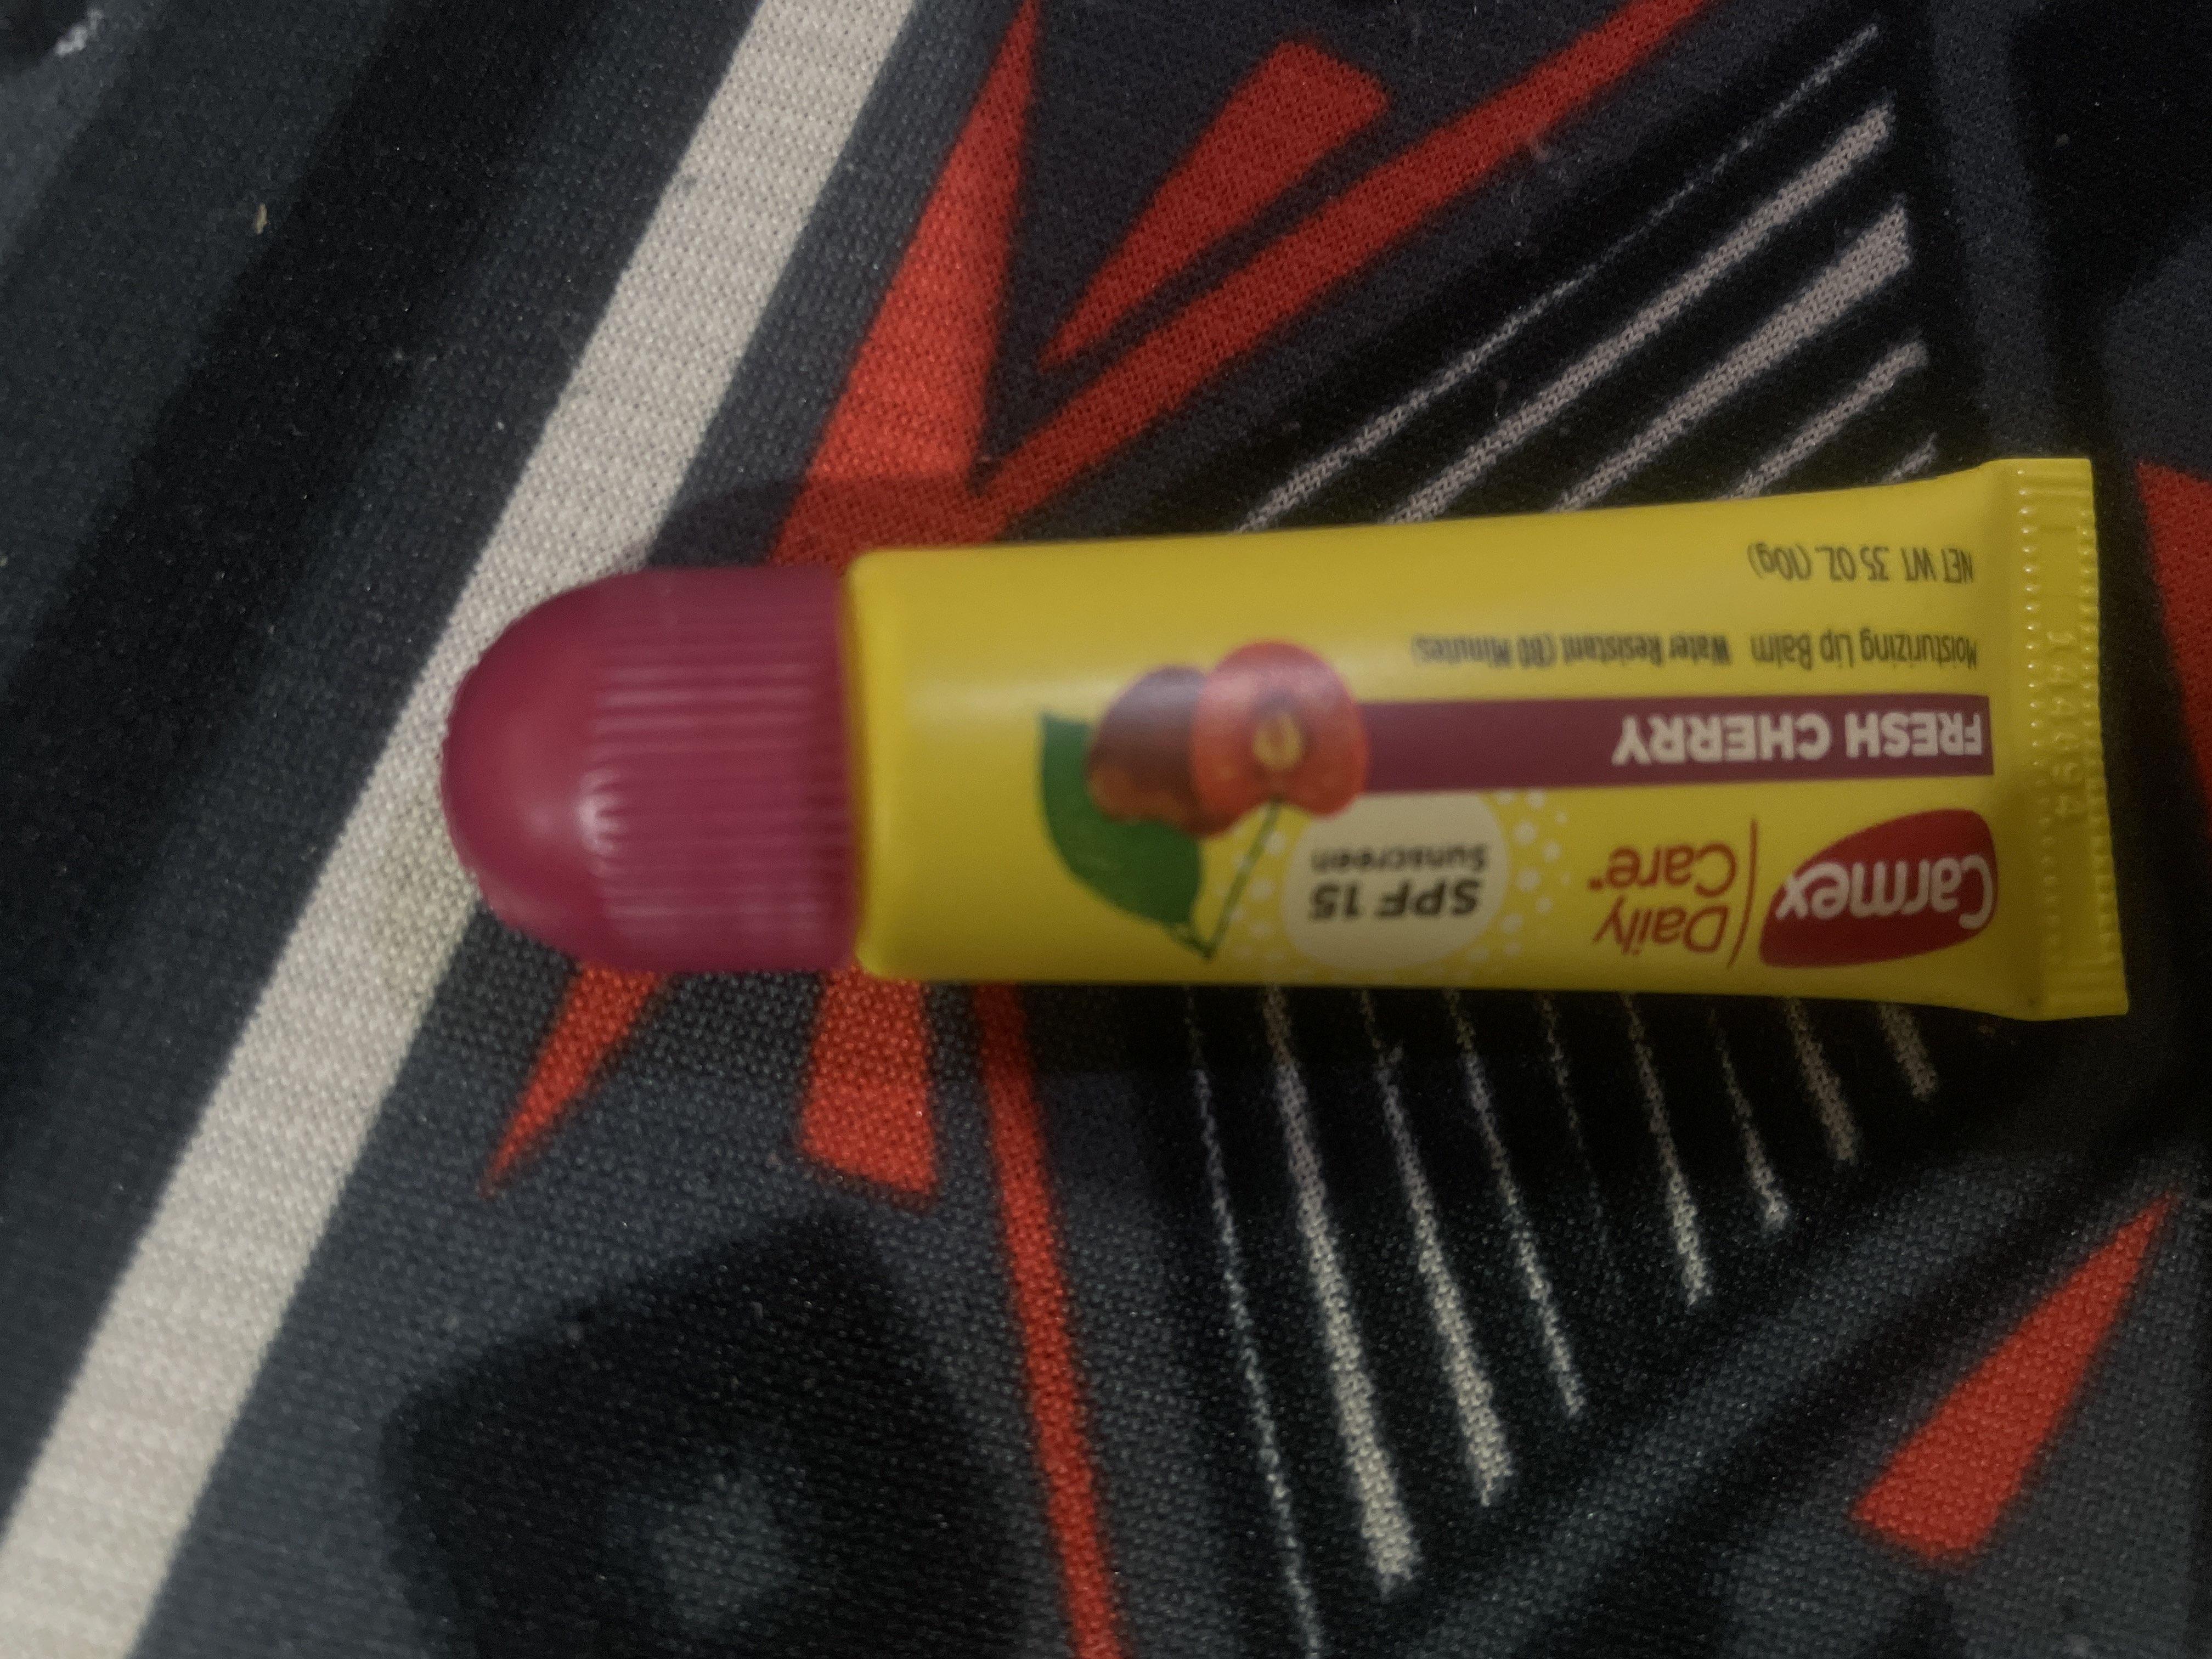 Carmex
Daily
Care®
SPF 15
Sunscreen
FRESH CHERRY
Moisturizing Lip Balm Water Resistant (80 Minutes)
NET WT .35 OZ. (10g)